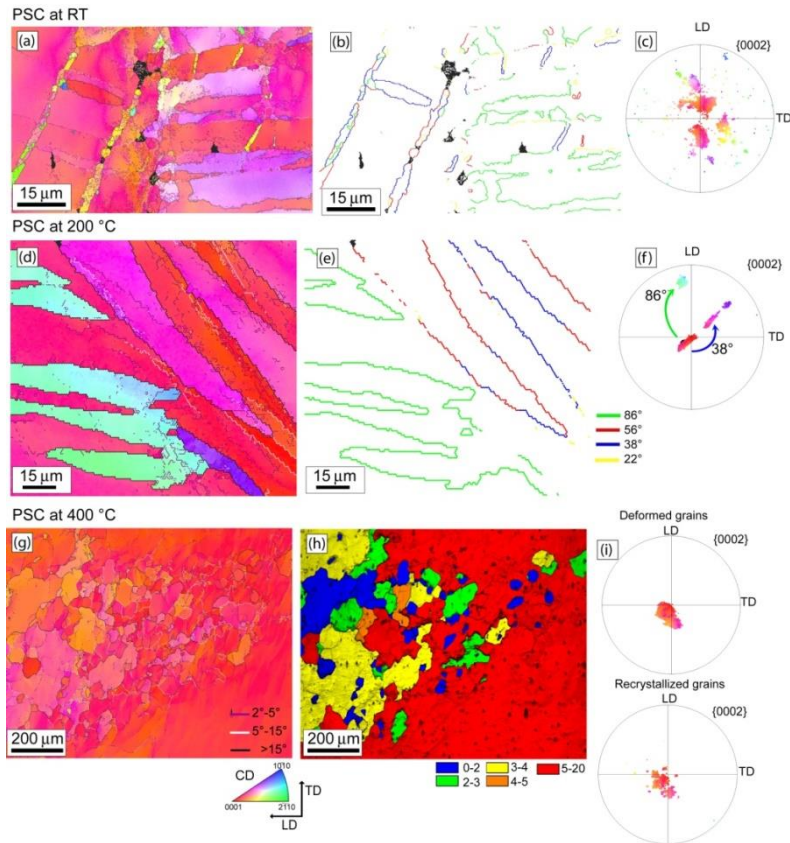 PSC at RT
(a)
15 μm
(b)
15 μm
(c)
LD
{0002}
TD
PSC at 200 °C
(d)
15 μm
(e)
15 μm
86°
56°
38°
22°
(f)
LD
{0002}
86°
TD
38°
PSC at 400 °C
(g)
200 μm
2°-5°
5°-15°
>15°
CD
1010
0001
2110
TD
LD
(h)
200 μm
0-2
3-4
5-20
2-3
4-5
Deformed grains
(i)
LD
{0002}
TD
Recrystallized grains
LD
{0002}
TD